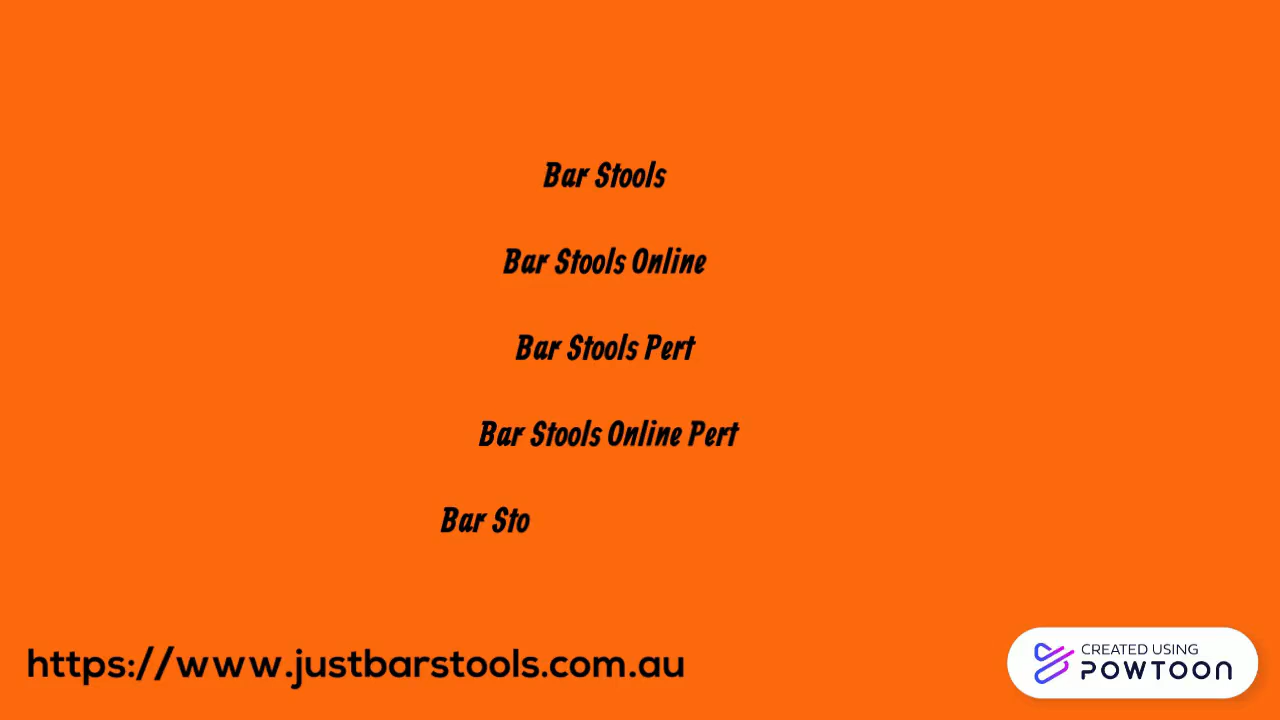 Bar Stools
Bar Stools Online
Bar Stools Pert
Bar Stools Online Pert
Bar Sto
https://www.justbarstools.com.au
CREATED USING
POWTOON